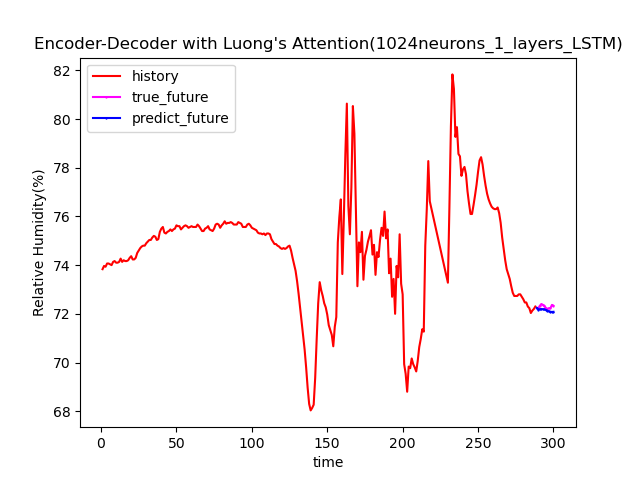 Encoder-Decoder with Luong's Attention(1024neurons_1_layers_LSTM)
history
true_future
predict_future
Relative Humidity(%)
82
80
78
76
74
72
70
68
0 50 100 150 200 250 300
time